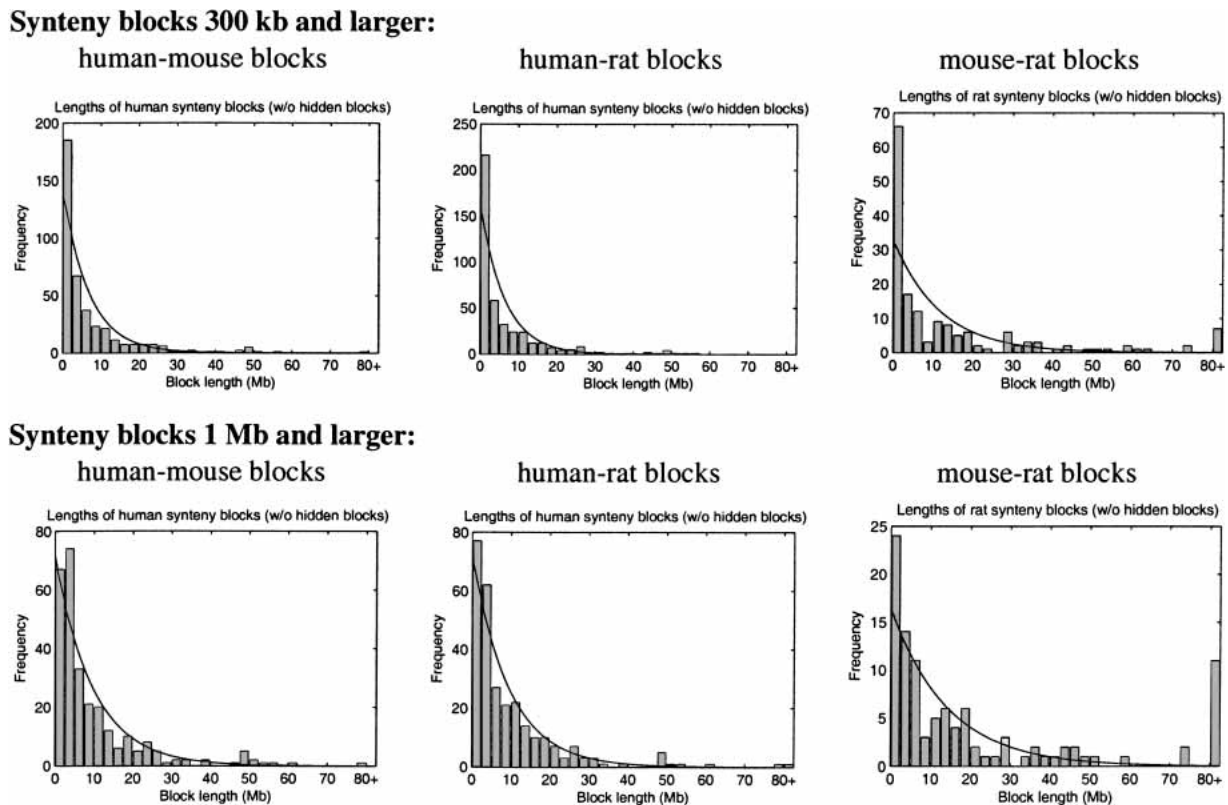 Synteny blocks 300 kb and larger:
human-mouse blocks
human-rat blocks
mouse-rat blocks
Lengths of human synteny blocks (w/o hidden blocks)
200
150
100
50
0
Frequency
0 10 20 30 40 50 60 70 80+
Block length (Mb)
Lengths of human synteny blocks (w/o hidden blocks)
250
200
150
100
50
0
Frequency
0 10 20 30 40 50 60 70 80+
Block length (Mb)
Lengths of rat synteny blocks (w/o hidden blocks)
70
60
50
40
30
20
10
0
Frequency
0 10 20 30 40 50 60 70 80+
Block length (Mb)
Synteny blocks 1 Mb and larger:
human-mouse blocks
human-rat blocks
mouse-rat blocks
Lengths of human synteny blocks (w/o hidden blocks)
80
60
40
20
0
Frequency
0 10 20 30 40 50 60 70 80+
Block length (Mb)
Lengths of human synteny blocks (w/o hidden blocks)
80
60
40
20
0
Frequency
0 10 20 30 40 50 60 70 80+
Block length (Mb)
Lengths of rat synteny blocks (w/o hidden blocks)
25
20
15
10
5
0
Frequency
0 10 20 30 40 50 60 70 80+
Block length (Mb)